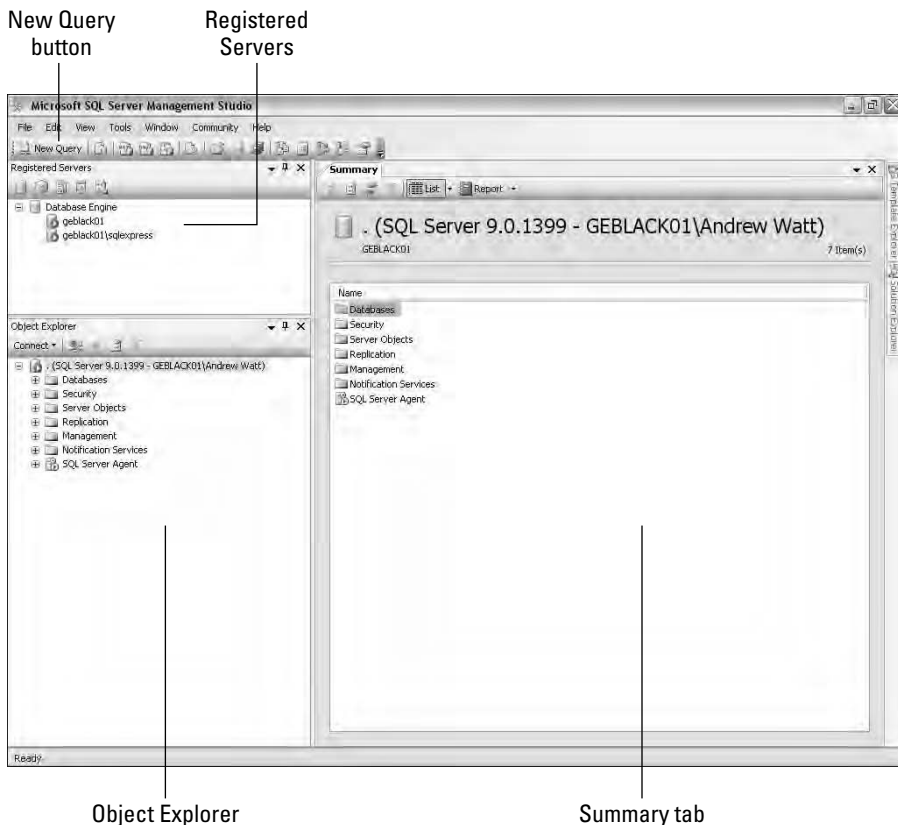 New Query
button
Registered
Servers
Microsoft SQL Server Management Studio
File Edit View Tools Window Community Help
New Query
Registered Servers
Database Engine
geblack01
geblack01\sqlexpress
Object Explorer
Connect
. (SQL Server 9.0.1399 - GEBLACK01\Andrew Watt)
Databases
Security
Server Objects
Replication
Management
Notification Services
SQL Server Agent
Summary
List Report
. (SQL Server 9.0.1399 - GEBLACK01\Andrew Watt)
GEBLACK01
7 Item(s)
Name
Databases
Security
Server Objects
Replication
Management
Notification Services
SQL Server Agent
Template Explorer
Solution Explorer
Ready
Object Explorer
Summary tab